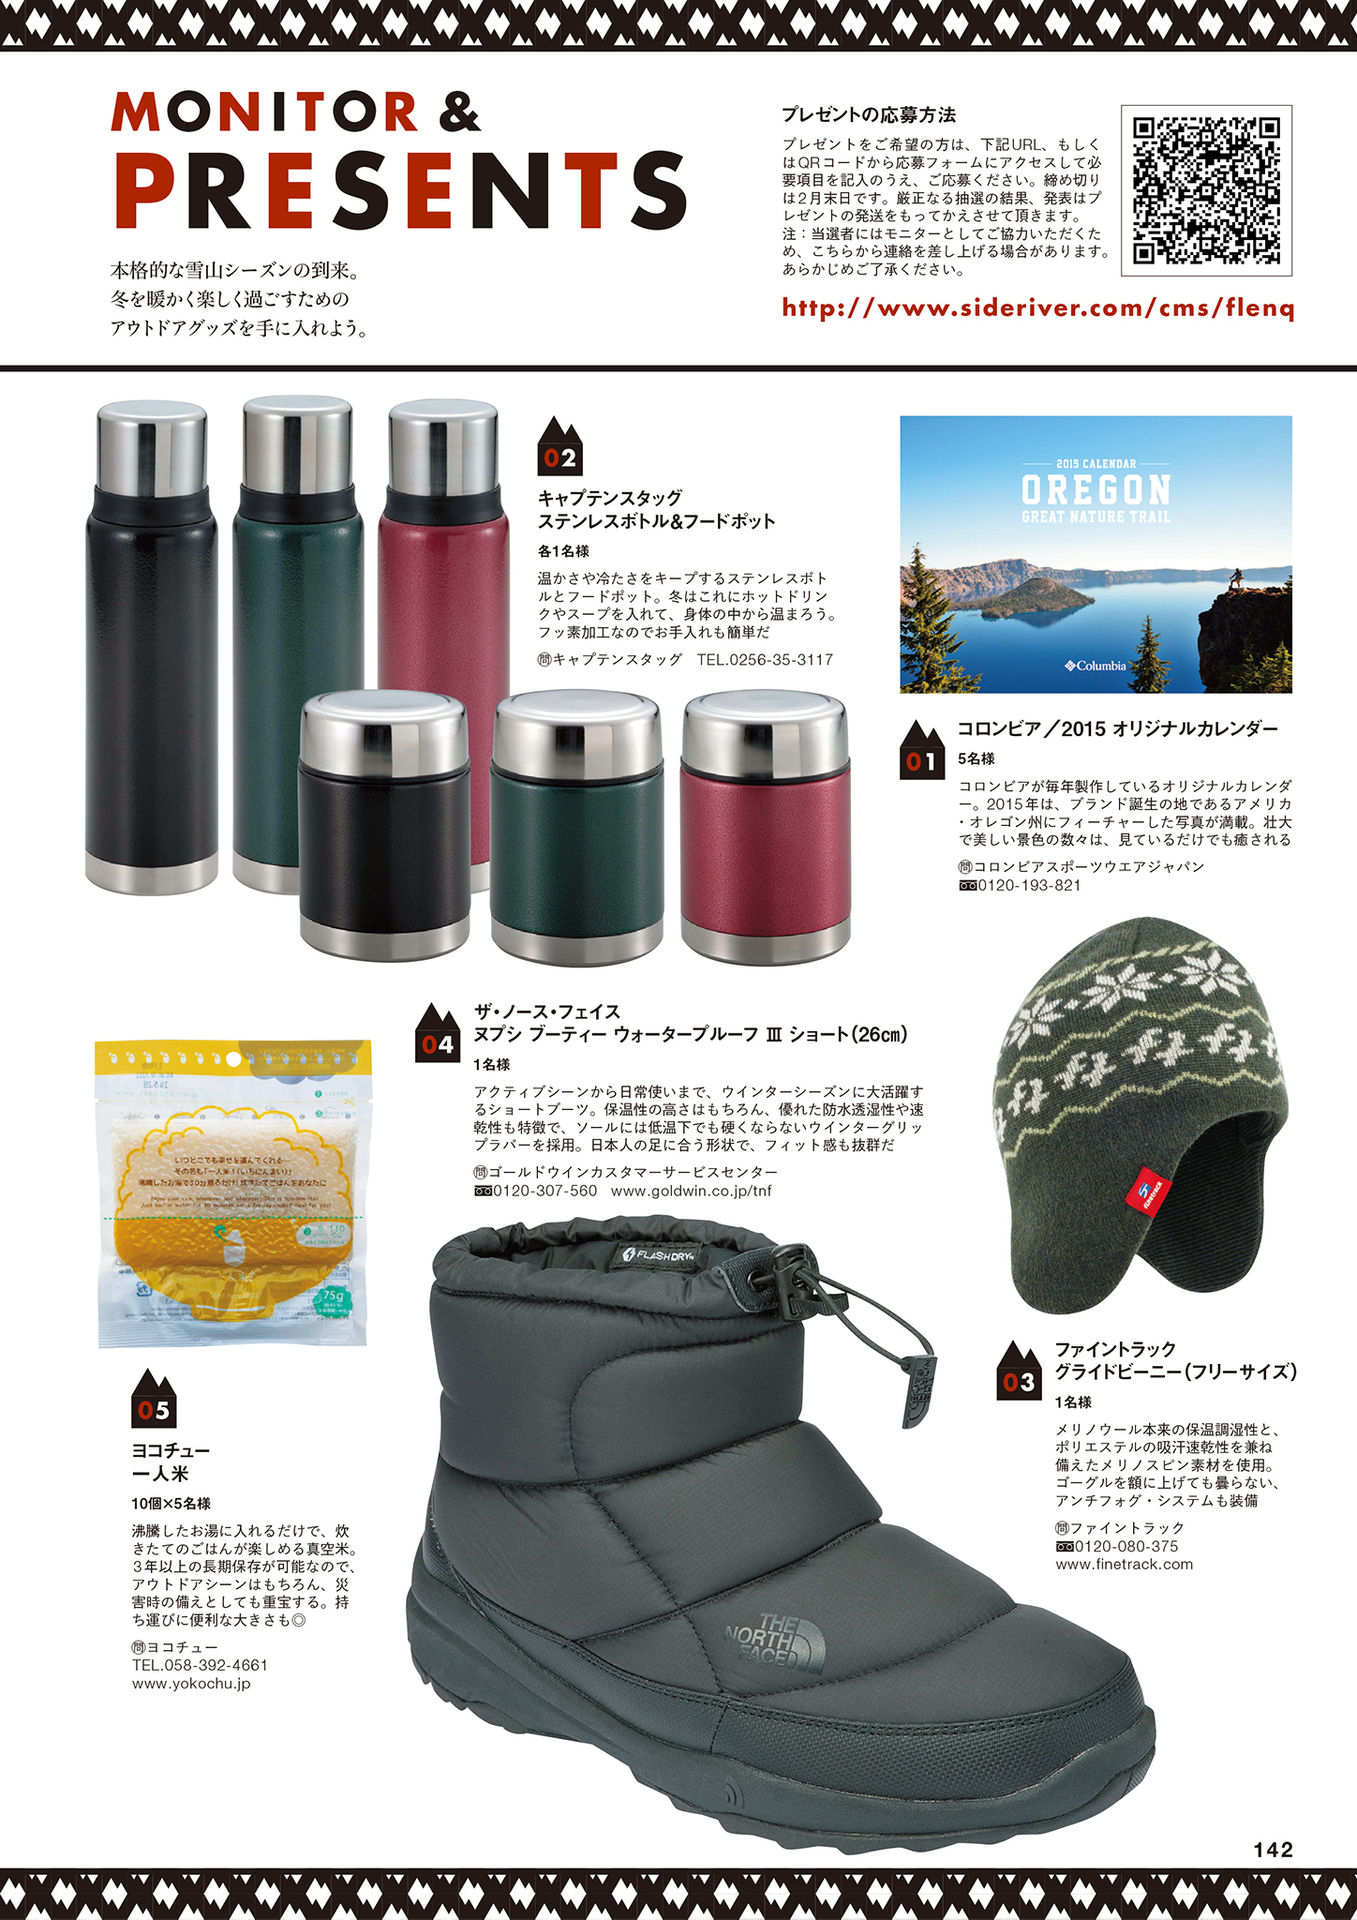 MONITOR &
PRESENTS
本格的な雪山シーズンの到来。
冬を暖かく楽しく過ごすための
アウトドアグッズを手に入れよう。
プレゼントの応募方法
プレゼントをご希望の方は、下記URL、もしく
はQRコードから応募フォームにアクセスして必
要項目を記入のうえ、ご応募ください。締め切り
は2月末日です。厳正なる抽選の結果、発表はプ
レゼントの発送をもってかえさせて頂きます。
注：当選者にはモニターとしてご協力いただくた
め、こちらから連絡を差し上げる場合があります。
あらかじめご了承ください。
http://www.sideriver.com/cms/flenq
02
キャプテンスタッグ
ステンレスボトル&フードポット
各1名様
温かさや冷たさをキープするステンレスボト
ルとフードポット。冬はこれにホットドリン
クやスープを入れて、身体の中から温まろう。
フッ素加工なのでお手入れも簡単だ
問キャプテンスタッグ TEL.0256-35-3117
2015 CALENDAR
OREGON
GREAT NATURE TRAIL
Columbia
01
コロンビア／2015 オリジナルカレンダー
5名様
コロンビアが毎年製作しているオリジナルカレンダ
ー。2015年は、ブランド誕生の地であるアメリカ
・オレゴン州にフィーチャーした写真が満載。壮大
で美しい景色の数々は、見ているだけでも癒される
問コロンビアスポーツウエアジャパン
0120-193-821
04
ザ・ノース・フェイス
ヌプシ ブーティー ウォータープルーフ Ⅲ ショート（26㎝）
1名様
アクティブシーンから日常使いまで、ウインターシーズンに大活躍す
るショートブーツ。保温性の高さはもちろん、優れた防水透湿性や速
乾性も特徴で、ソールには低温下でも硬くならないウインターグリッ
プラバーを採用。日本人の足に合う形状で、フィット感も抜群だ
問ゴールドウインカスタマーサービスセンター
0120-307-560 www.goldwin.co.jp/tnf
FLASHDRY
THE
NORTH
FACE
finetrack
03
ファイントラック
グライドビーニー（フリーサイズ）
1名様
メリノウール本来の保温調湿性と、
ポリエステルの吸汗速乾性を兼ね
備えたメリノスピン素材を使用。
ゴーグルを額に上げても曇らない、
アンチフォグ・システムも装備
問ファイントラック
0120-080-375
www.finetrack.com
いつどこでも幸せを運んでくれる…
その名も「一人米！（いちにんまい）」
沸騰したお湯で30分煮るだけ！炊きたてごはんをあなたに
75g
05
ヨコチュー
一人米
10個×5名様
沸騰したお湯に入れるだけで、炊
きたてのごはんが楽しめる真空米。
3年以上の長期保存が可能なので、
アウトドアシーンはもちろん、災
害時の備えとしても重宝する。持
ち運びに便利な大きさも◎
問ヨコチュー
TEL.058-392-4661
www.yokochu.jp
142